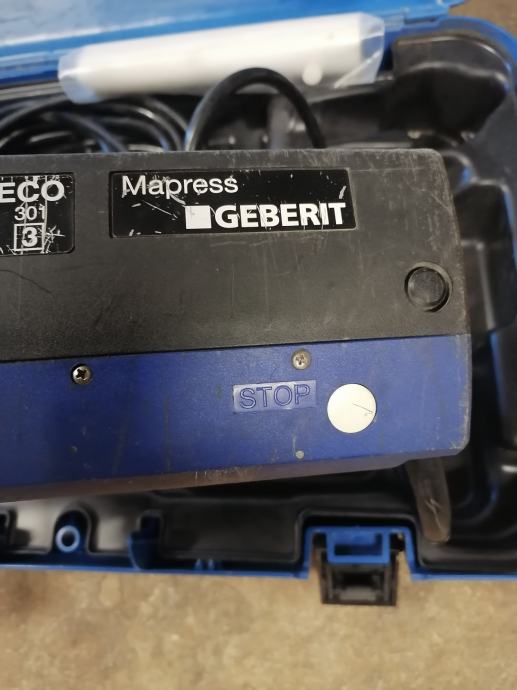 ECO
301
3
Mapress
GEBERIT
STOP